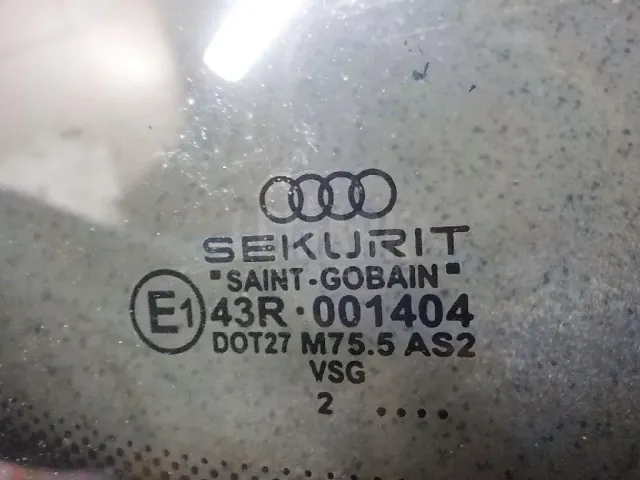 SEKURIT
"SAINT-GOBAIN"
E1 43R·001404
DOT27 M75.5 AS2
VSG
2 ....